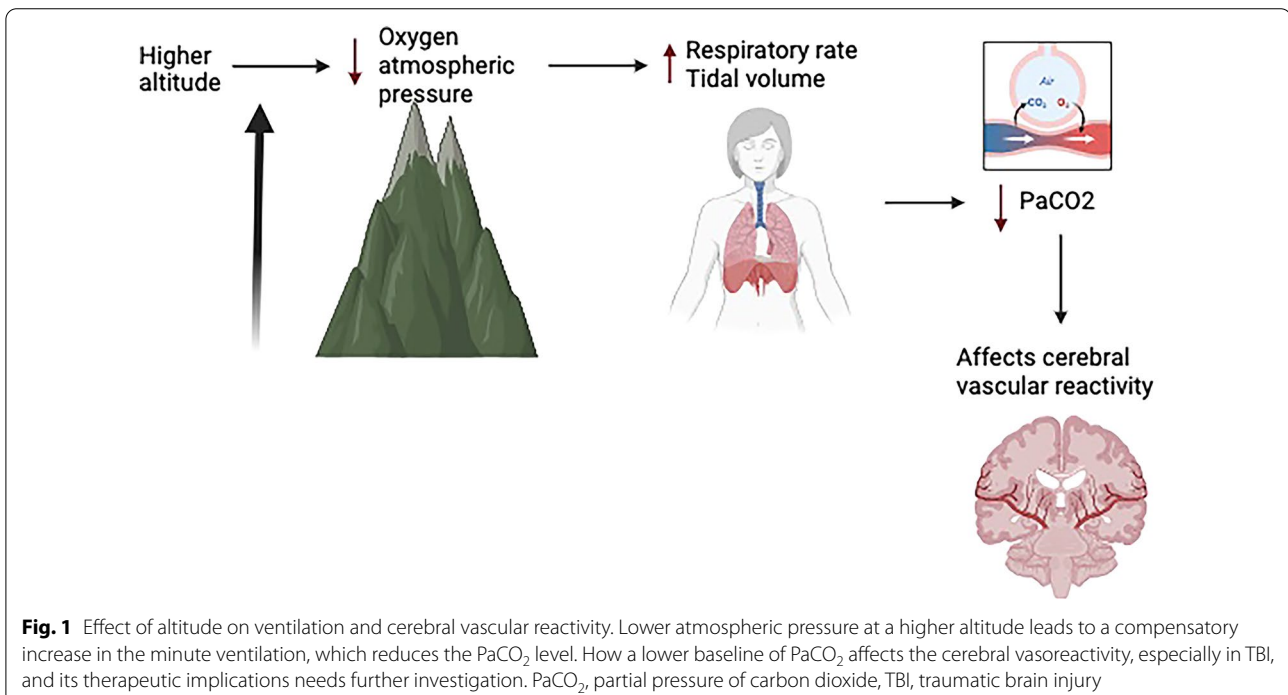 Higher
altitude
Oxygen
atmospheric
pressure
Respiratory rate
Tidal volume
Air
CO₂ O₂
PaCO2
Affects cerebral
vascular reactivity
Fig. 1 Effect of altitude on ventilation and cerebral vascular reactivity. Lower atmospheric pressure at a higher altitude leads to a compensatory
increase in the minute ventilation, which reduces the PaCO₂ level. How a lower baseline of PaCO₂ affects the cerebral vasoreactivity, especially in TBI,
and its therapeutic implications needs further investigation. PaCO₂, partial pressure of carbon dioxide, TBI, traumatic brain injury